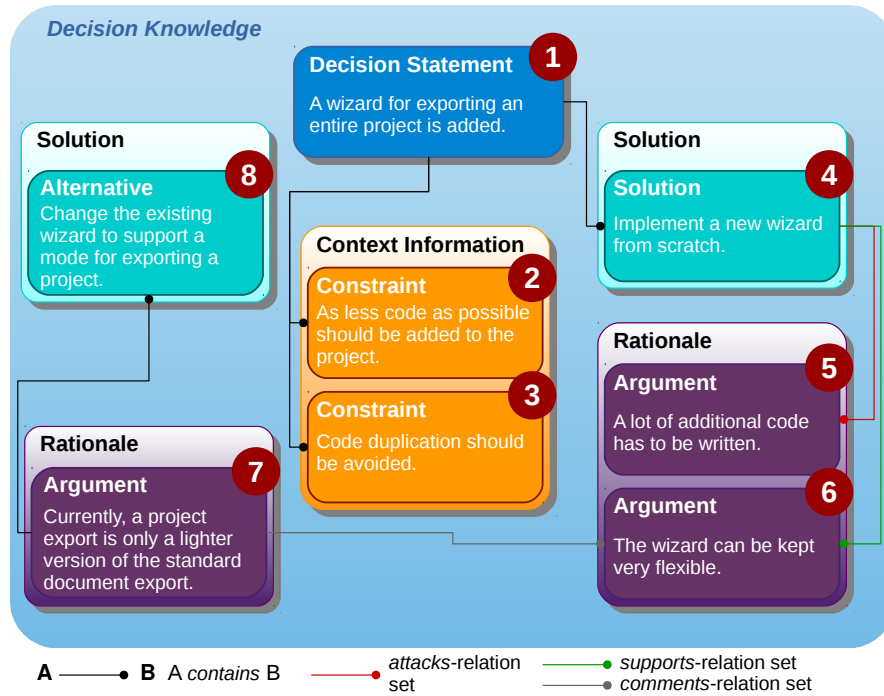 Decision Knowledge
1
Decision Statement
A wizard for exporting an
entire project is added.
Solution
8
Alternative
Change the existing
wizard to support a
mode for exporting a
project.
Context Information
2
Constraint
As less code as possible
should be added to the
project.
3
Constraint
Code duplication should
be avoided.
Solution
4
Solution
Implement a new wizard
from scratch.
Rationale
5
Argument
A lot of additional code
has to be written.
6
Argument
The wizard can be kept
very flexible.
Rationale
7
Argument
Currently, a project
export is only a lighter
version of the standard
document export.
A B A contains B
attacks-relation
set
supports-relation set
comments-relation set